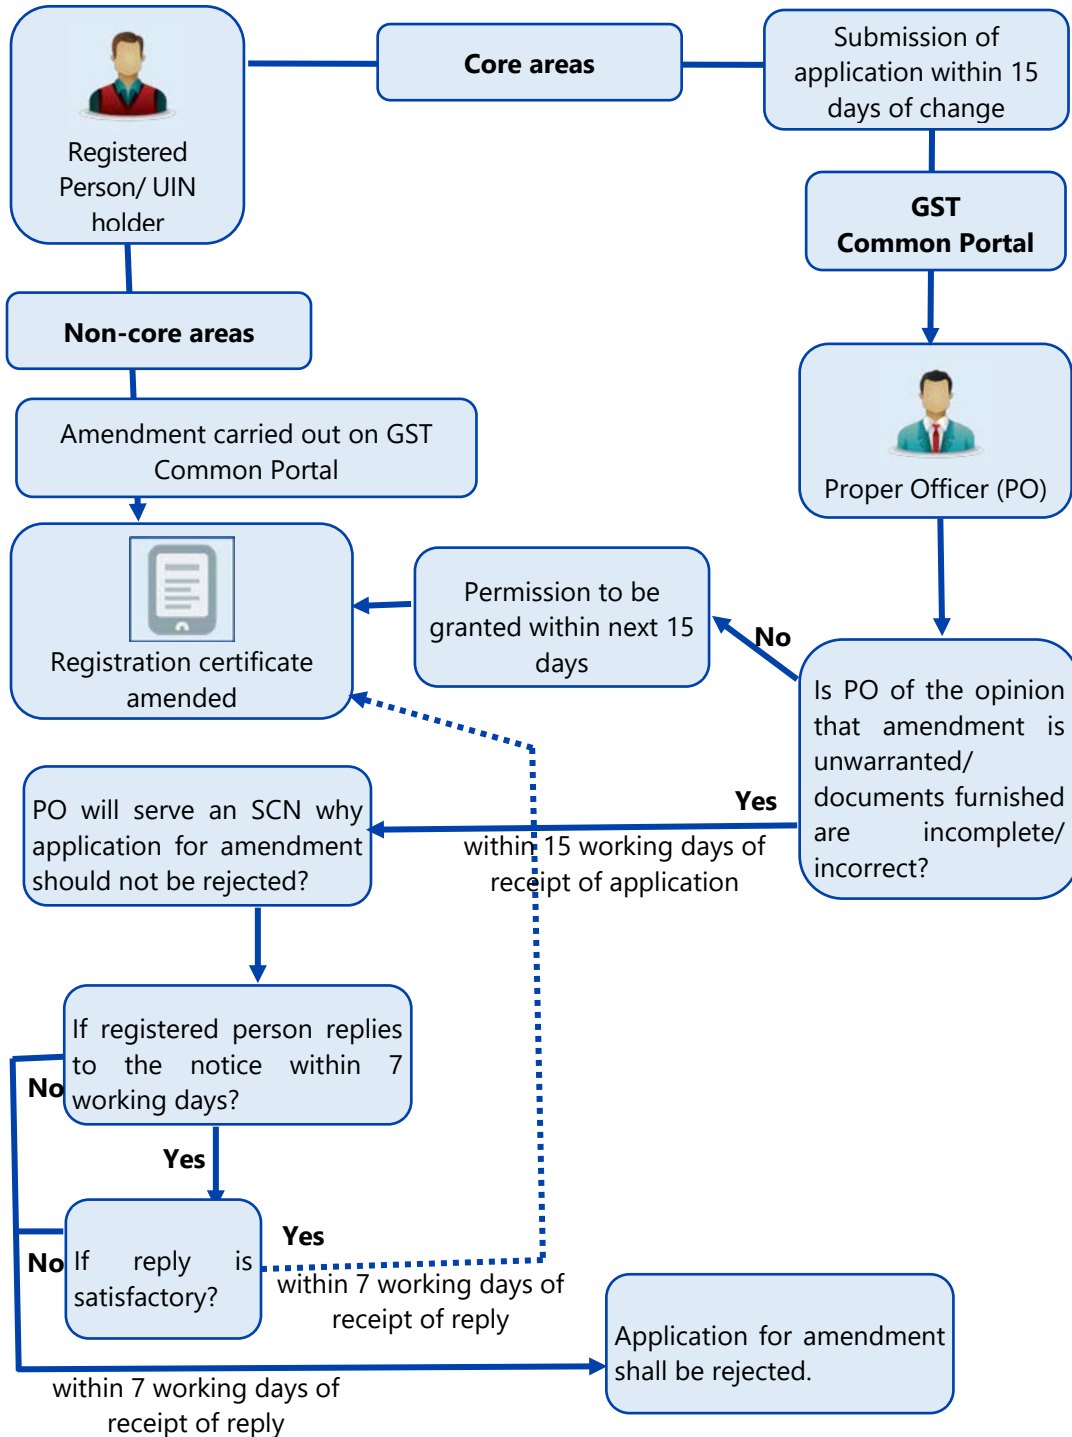 Registered
Person/ UIN
holder
Core areas
Submission of
application within 15
days of change
GST
Common Portal
Non-core areas
Amendment carried out on GST
Common Portal
Proper Officer (PO)
Registration certificate
amended
Permission to be
granted within next 15
days
No
Is PO of the opinion
that amendment is
unwarranted/
documents furnished
are incomplete/
incorrect?
Yes
within 15 working days of
receipt of application
PO will serve an SCN why
application for amendment
should not be rejected?
If registered person replies
to the notice within 7
working days?
No
Yes
If reply is
satisfactory?
No
Yes
within 7 working days of
receipt of reply
Application for amendment
shall be rejected.
within 7 working days of
receipt of reply